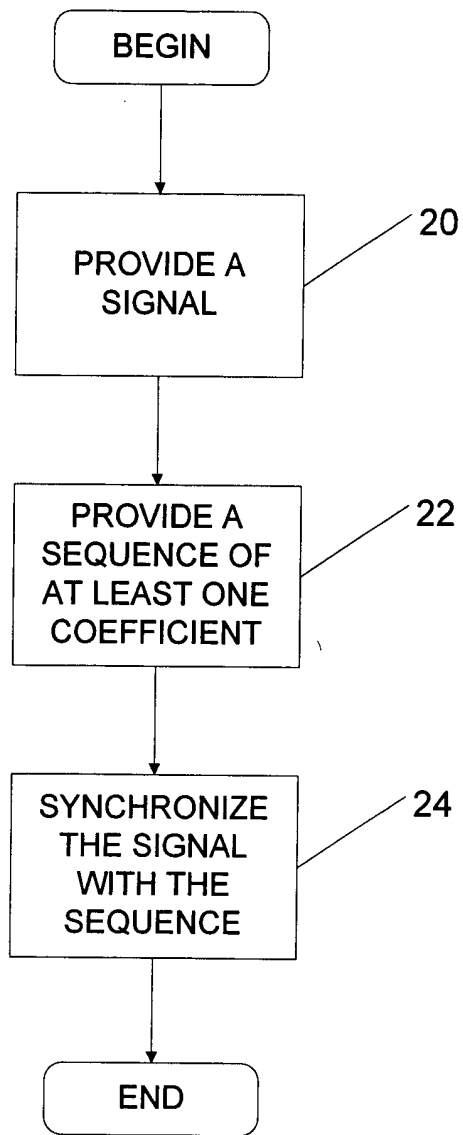 BEGIN
PROVIDE A
SIGNAL
20
PROVIDE A
SEQUENCE OF
AT LEAST ONE
COEFFICIENT
22
SYNCHRONIZE
THE SIGNAL
WITH THE
SEQUENCE
24
END